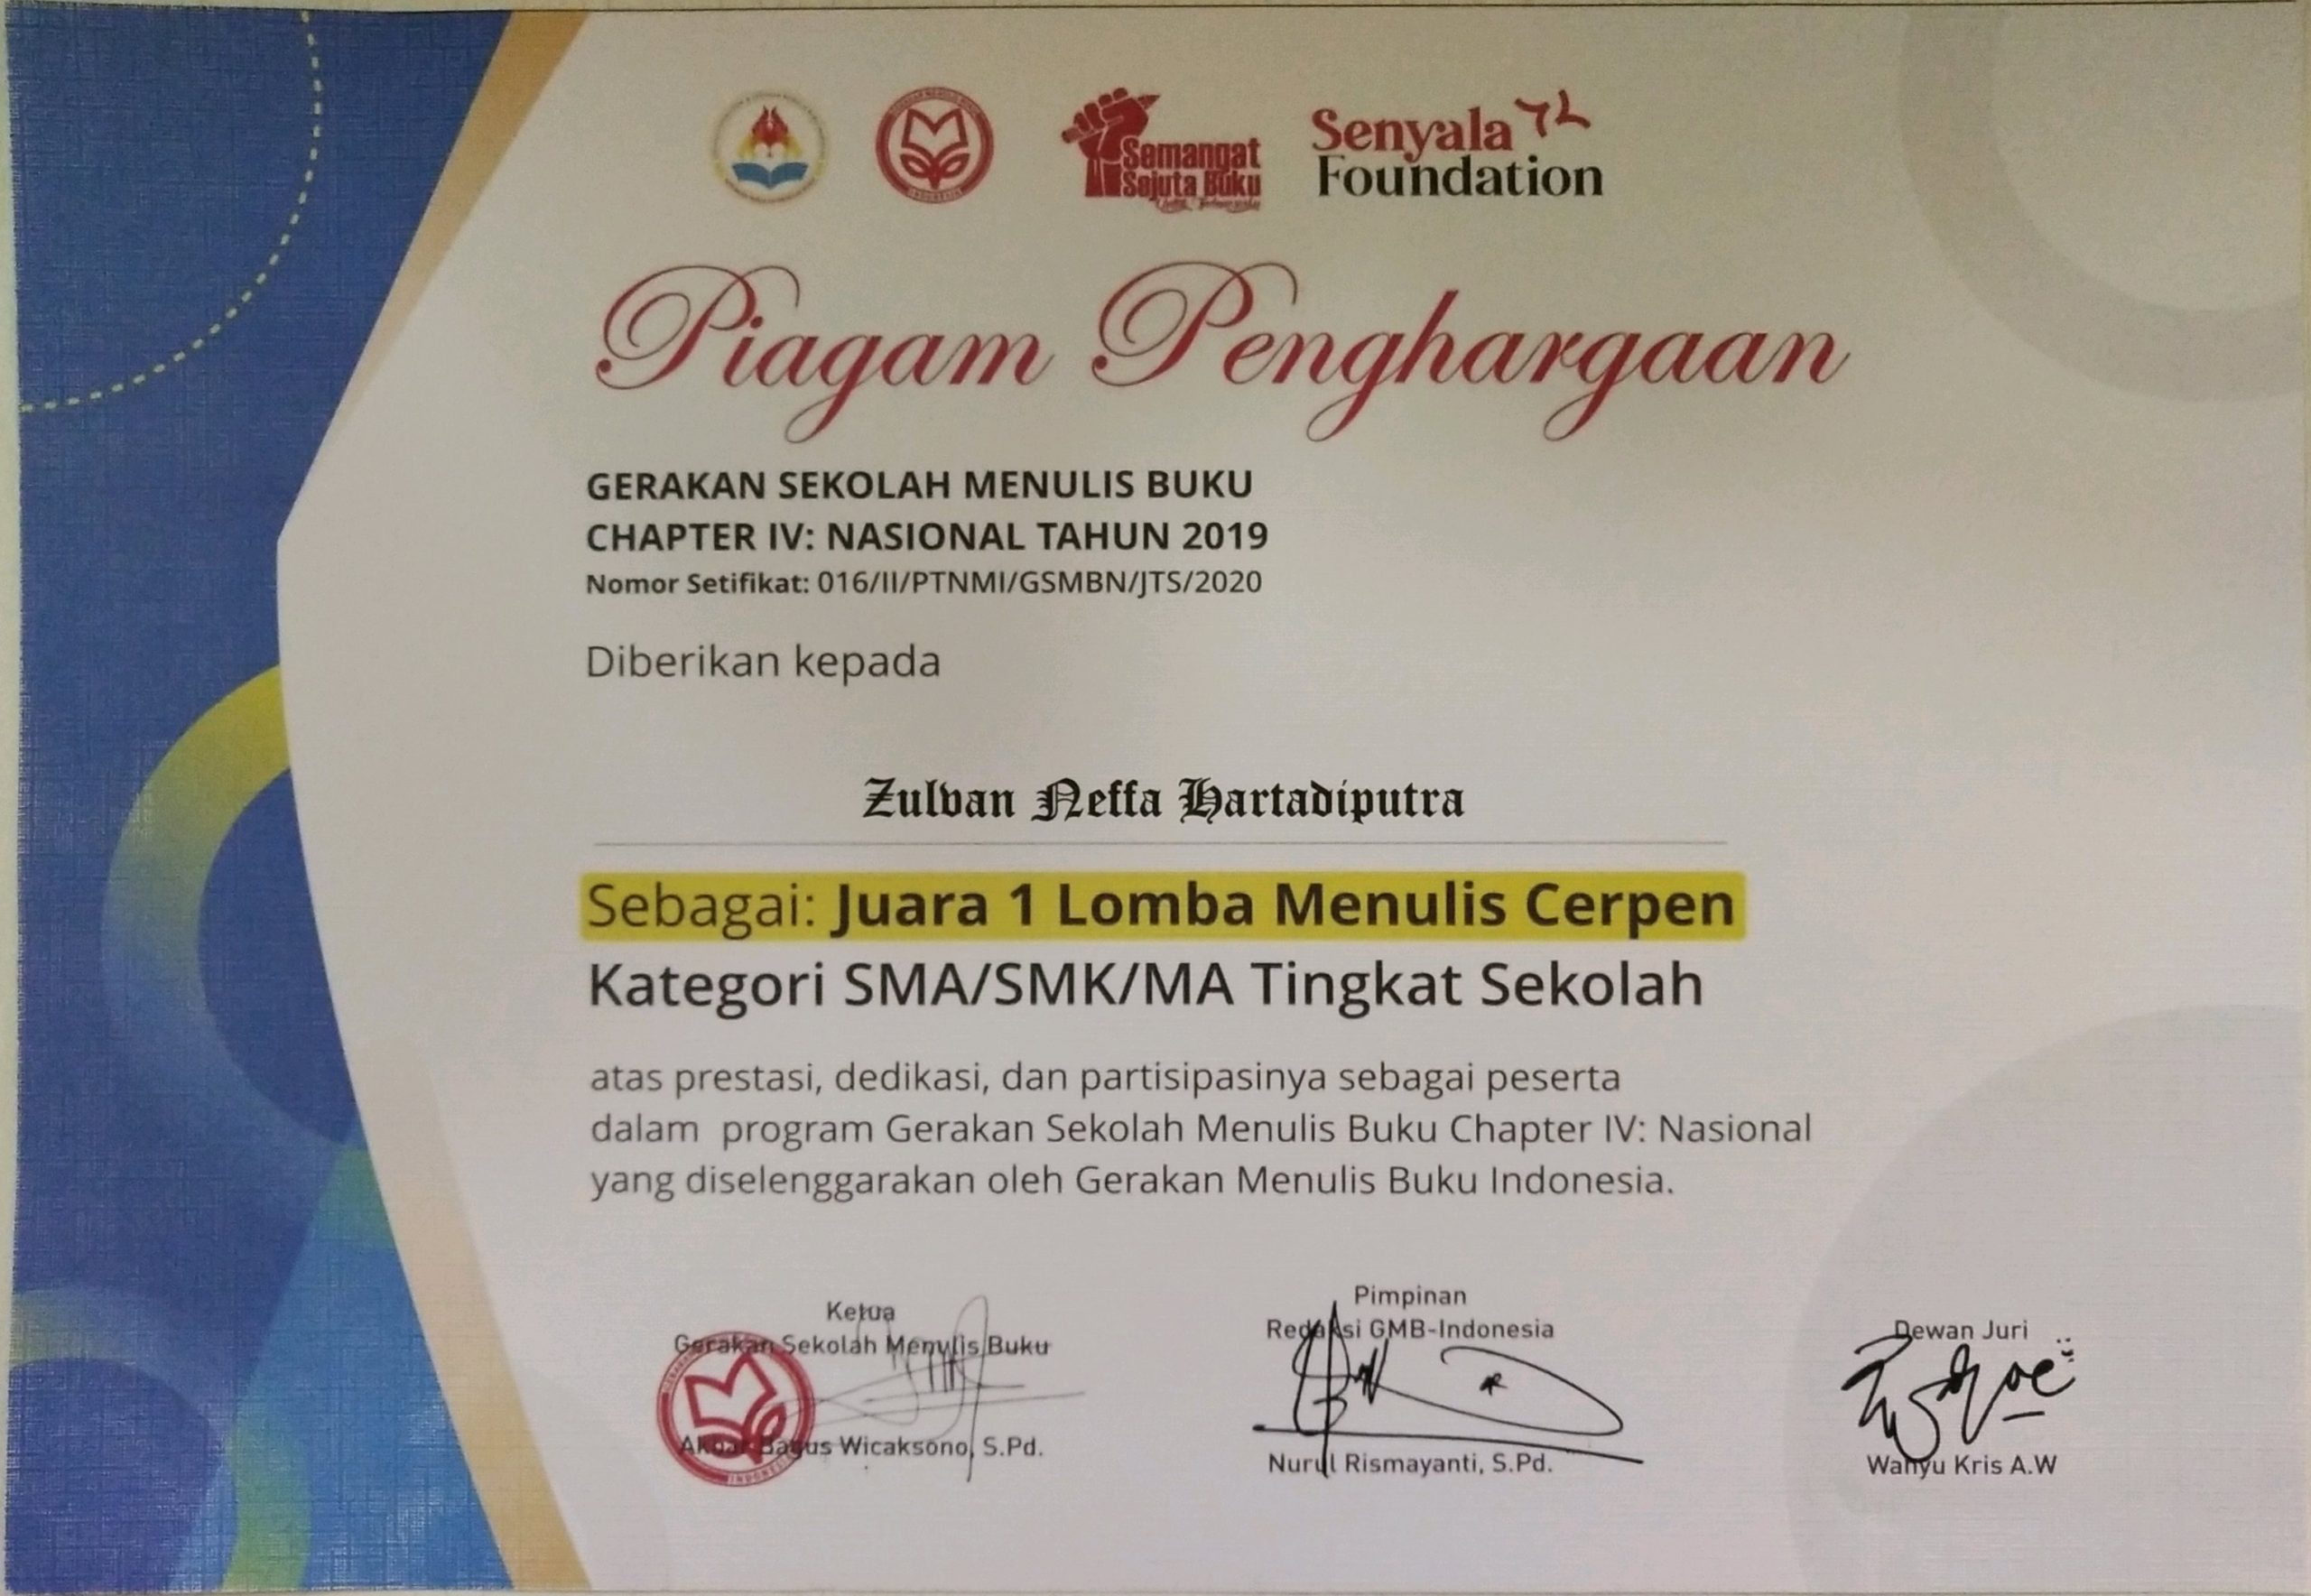 Semangat
Sejuta Buku
Senyala
Foundation
Piagam Penghargaan
GERAKAN SEKOLAH MENULIS BUKU
CHAPTER IV: NASIONAL TAHUN 2019
Nomor Setifikat: 016/II/PTNMI/GSMBN/JTS/2020
Diberikan kepada
Zulvan Neffa Hartadiputra
Sebagai: Juara 1 Lomba Menulis Cerpen
Kategori SMA/SMK/MA Tingkat Sekolah
atas prestasi, dedikasi, dan partisipasinya sebagai peserta
dalam program Gerakan Sekolah Menulis Buku Chapter IV: Nasional
yang diselenggarakan oleh Gerakan Menulis Buku Indonesia.
Ketua
Gerakan Sekolah Menulis Buku
INDONESIA
Akbar Bagus Wicaksono, S.Pd.
Pimpinan
Redaksi GMB-Indonesia
Nurul Rismayanti, S.Pd.
Dewan Juri
Wahyu Kris A.W